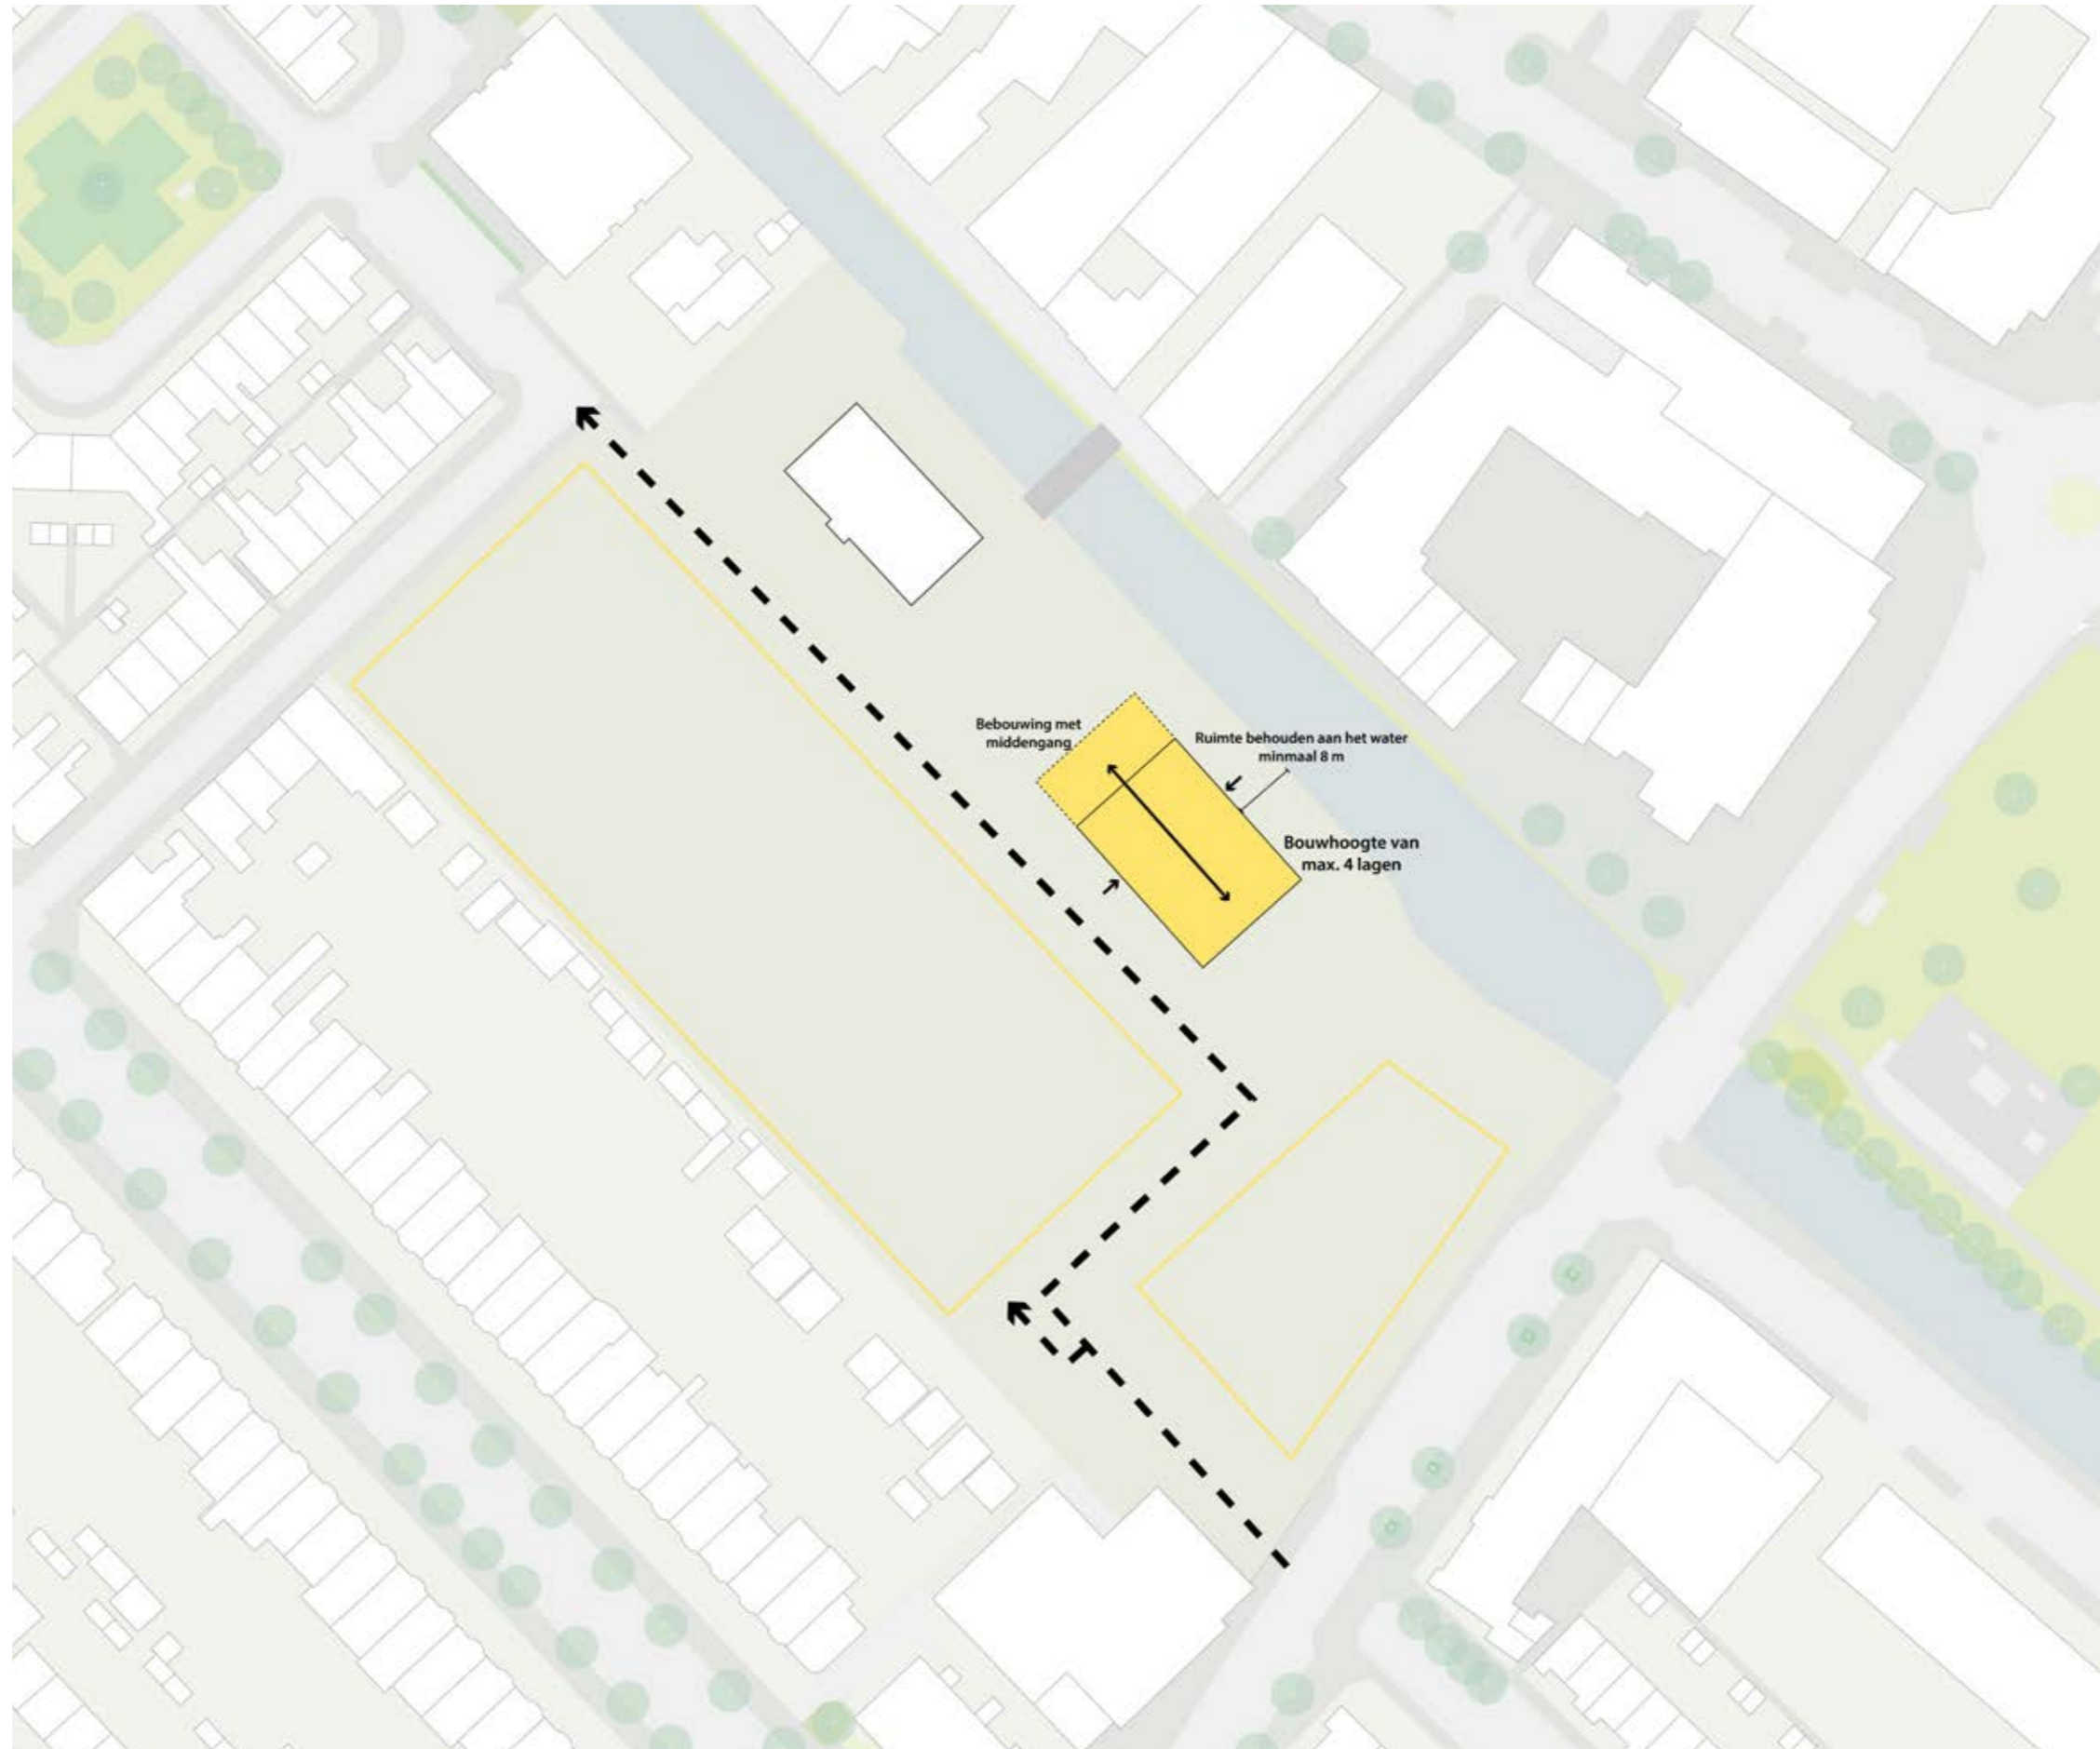 Bebouwing met
middengang
Ruimte behouden aan het water
minmaal 8 m
Bouwhoogte van
max. 4 lagen